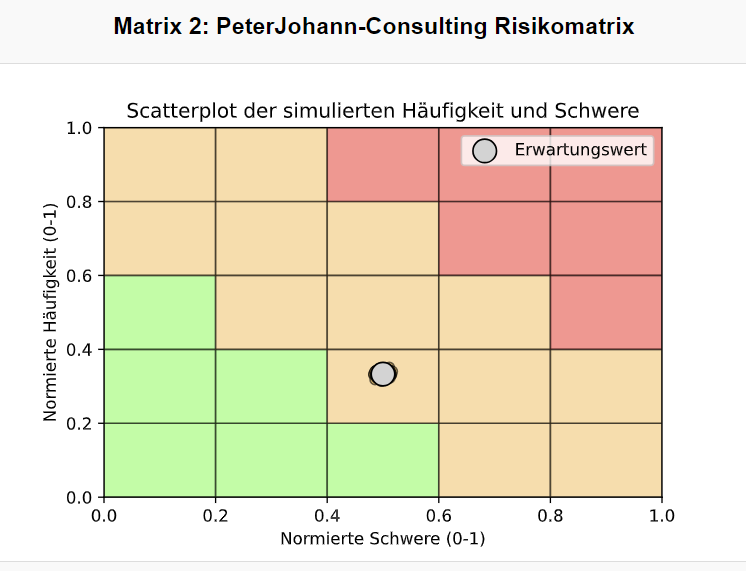 Matrix 2: PeterJohann-Consulting Risikomatrix
Scatterplot der simulierten Häufigkeit und Schwere
Erwartungswert
Normierte Häufigkeit (0-1)
1.0
0.8
0.6
0.4
0.2
0.0
0.0 0.2 0.4 0.6 0.8 1.0
Normierte Schwere (0-1)